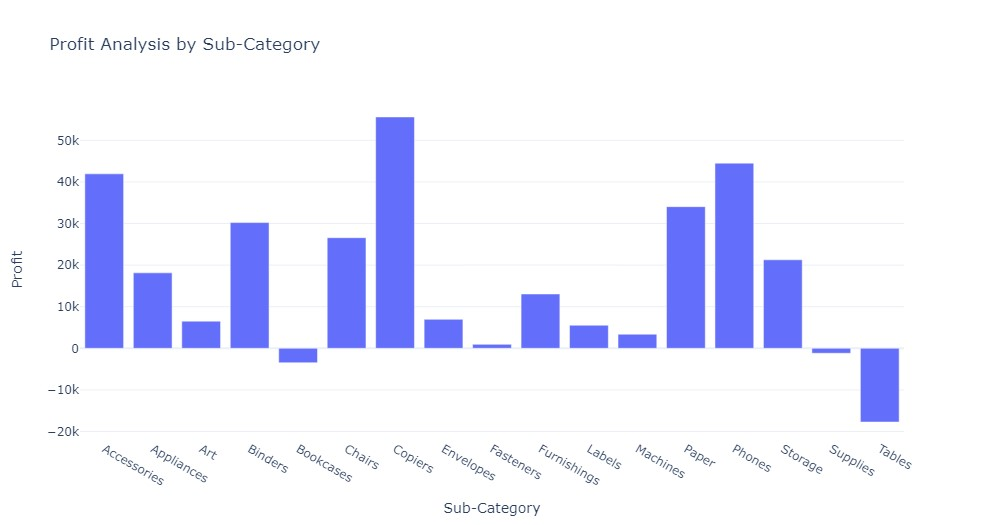 Profit Analysis by Sub-Category
Profit
50k
40k
30k
20k
10k
0
−10k
−20k
Accessories
Appliances
Art
Binders
Bookcases
Chairs
Copiers
Envelopes
Fasteners
Furnishings
Labels
Machines
Paper
Phones
Storage
Supplies
Tables
Sub-Category